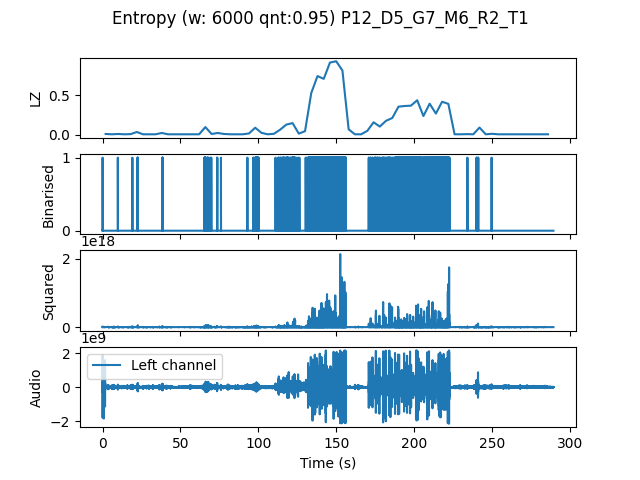 Entropy (w: 6000 qnt:0.95) P12_D5_G7_M6_R2_T1
LZ
0.5
0.0
Binarised
1
0
1e18
Squared
2
0
1e9
Audio
2
0
−2
Left channel
0 50 100 150 200 250 300
Time (s)